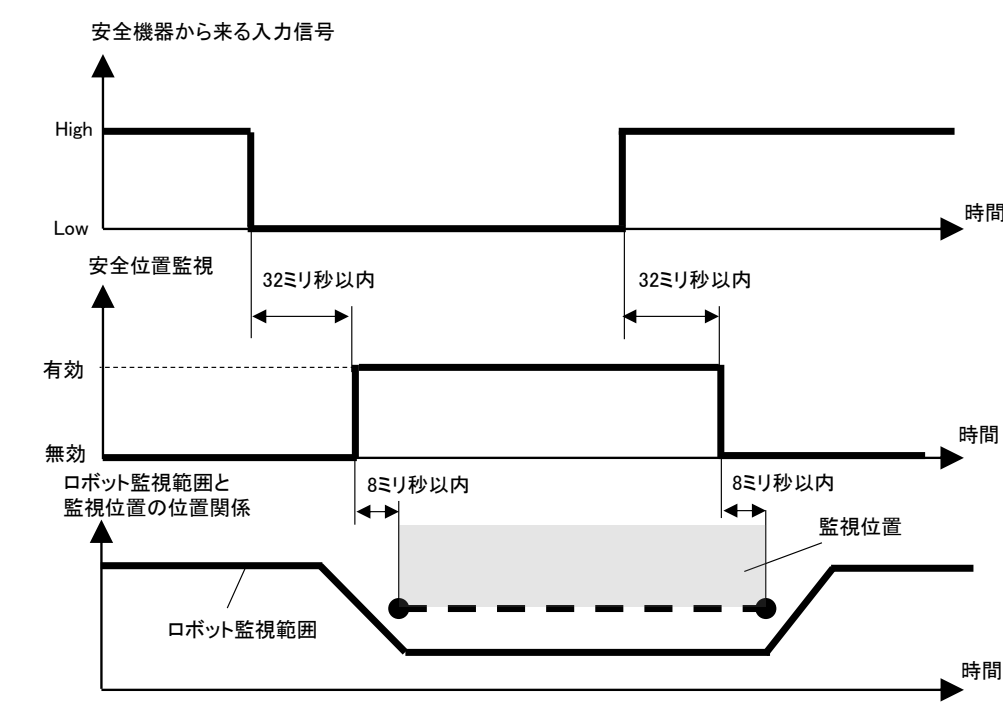 安全機器から来る入力信号
High
Low
時間
安全位置監視
32ミリ秒以内
32ミリ秒以内
有効
無効
時間
ロボット監視範囲と
監視位置の位置関係
8ミリ秒以内
8ミリ秒以内
監視位置
ロボット監視範囲
時間